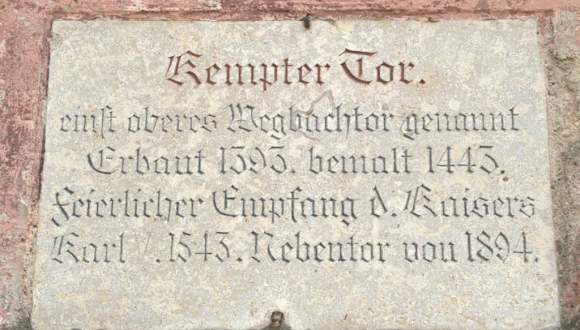 Kempter Tor.
einst oberes Wegbachtor genannt
Erbaut 1393. bemalt 1443.
Feierlicher Empfang d. Kaisers
Karl . 1543. Nebentor von 1894.